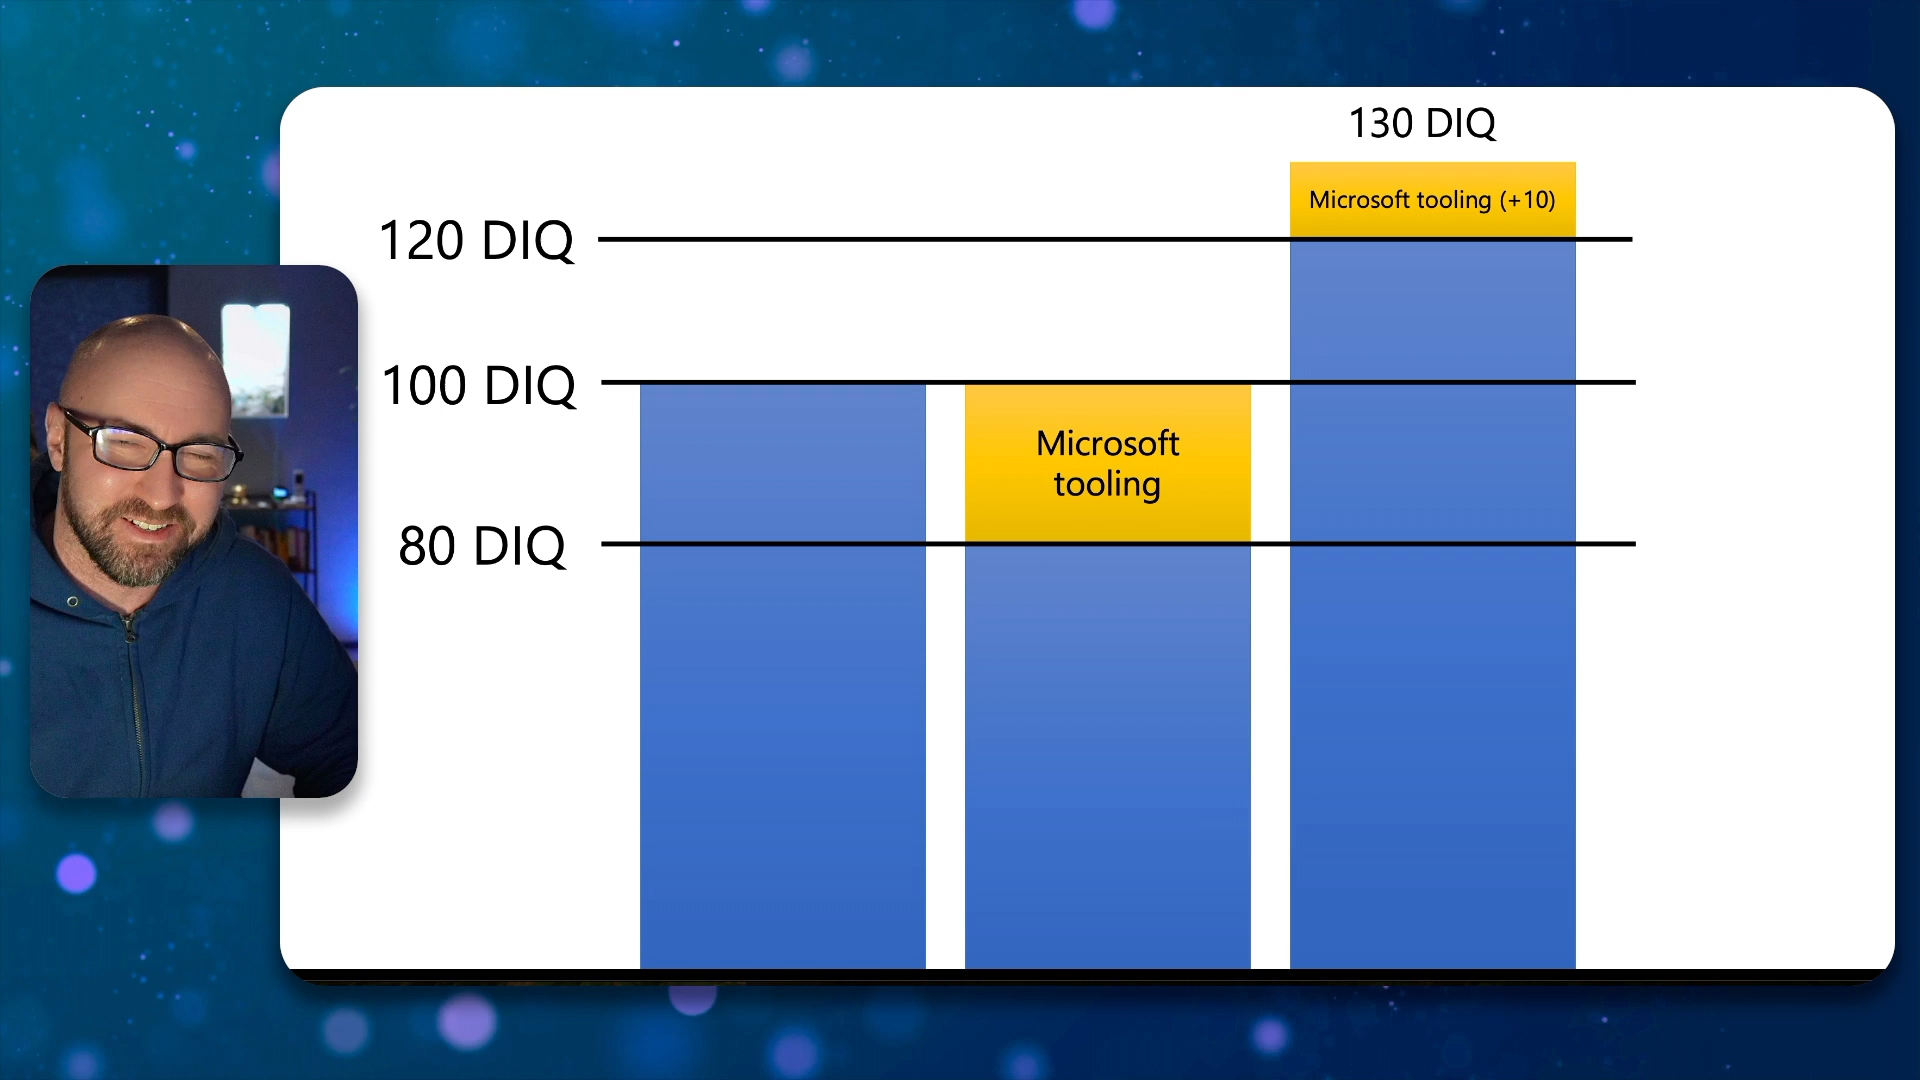 130 DIQ
Microsoft tooling (+10)
120 DIQ
100 DIQ
Microsoft
tooling
80 DIQ